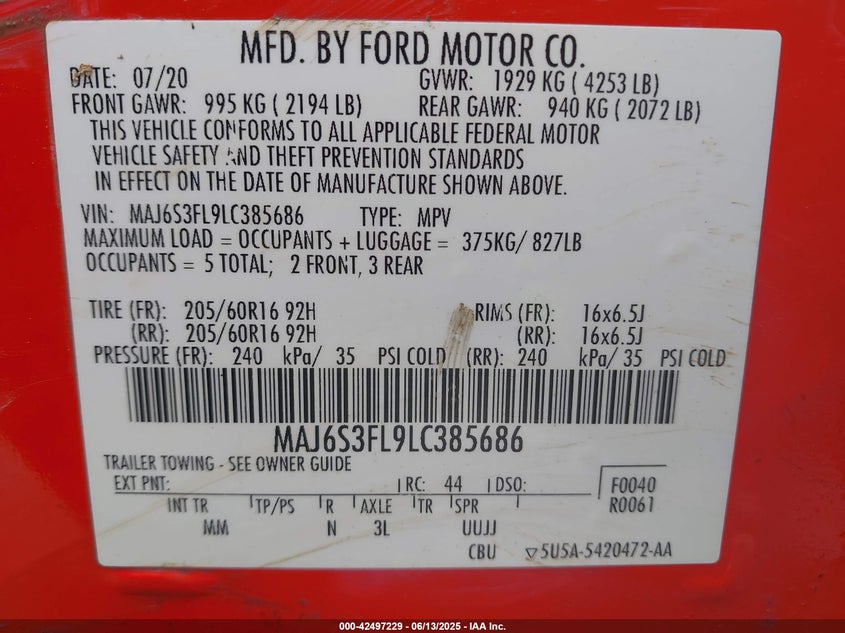 MFD. BY FORD MOTOR CO.
DATE: 07/20 GVWR: 1929 KG ( 4253 LB)
FRONT GAWR: 995 KG ( 2194 LB) REAR GAWR: 940 KG ( 2072 LB)
THIS VEHICLE CONFORMS TO ALL APPLICABLE FEDERAL MOTOR
VEHICLE SAFETY AND THEFT PREVENTION STANDARDS
IN EFFECT ON THE DATE OF MANUFACTURE SHOWN ABOVE.
VIN: MAJ6S3FL9LC385686 TYPE: MPV
MAXIMUM LOAD = OCCUPANTS + LUGGAGE = 375KG/ 827LB
OCCUPANTS = 5 TOTAL; 2 FRONT, 3 REAR
TIRE (FR): 205/60R16 92H RIMS (FR): 16x6.5J
(RR): 205/60R16 92H (RR): 16x6.5J
PRESSURE (FR): 240 kPa/ 35 PSI COLD (RR): 240 kPa/ 35 PSI COLD
MAJ6S3FL9LC385686
TRAILER TOWING - SEE OWNER GUIDE
EXT PNT: RC: 44 DSO: F0040
INT TR TP/PS R AXLE TR SPR R0061
MM N 3L UUJJ
CBU 5U5A-5420472-AA
000-42497229 - 06/13/2025 - IAA Inc.